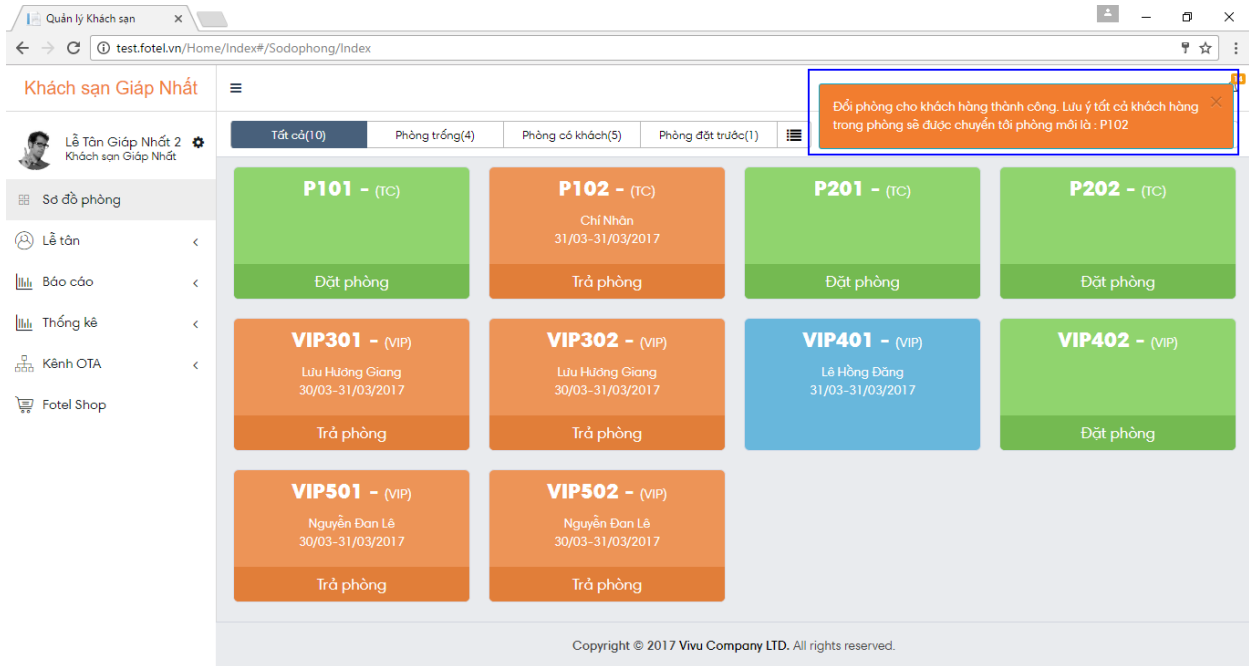 Quản lý Khách sạn
test.fotel.vn/Home/Index#/Sodophong/Index
Khách sạn Giáp Nhất
Đổi phòng cho khách hàng thành công. Lưu ý tất cả khách hàng
trong phòng sẽ được chuyển tới phòng mới là : P102
Lễ Tân Giáp Nhất 2
Khách sạn Giáp Nhất
Tất cả(10) Phòng trống(4) Phòng có khách(5) Phòng đặt trước(1)
Sơ đồ phòng
Lễ tân
Báo cáo
Thống kê
Kênh OTA
Fotel Shop
P101 - (TC)
Đặt phòng
P102 - (TC)
Chí Nhân
31/03-31/03/2017
Trả phòng
P201 - (TC)
Đặt phòng
P202 - (TC)
Đặt phòng
VIP301 - (VIP)
Lưu Hương Giang
30/03-31/03/2017
Trả phòng
VIP302 - (VIP)
Lưu Hương Giang
30/03-31/03/2017
Trả phòng
VIP401 - (VIP)
Lê Hồng Đăng
31/03-31/03/2017
VIP402 - (VIP)
Đặt phòng
VIP501 - (VIP)
Nguyễn Đan Lê
30/03-31/03/2017
Trả phòng
VIP502 - (VIP)
Nguyễn Đan Lê
30/03-31/03/2017
Trả phòng
Copyright © 2017 Vivu Company LTD. All rights reserved.